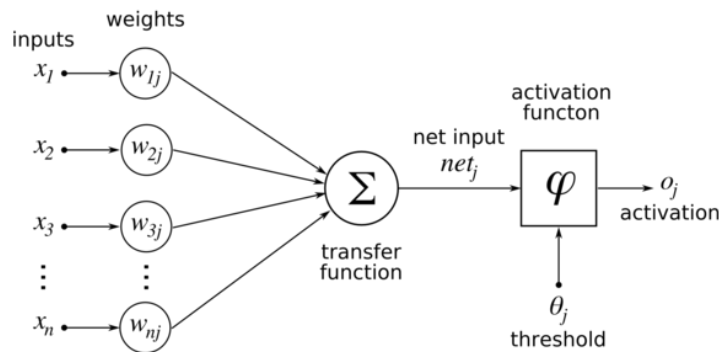 weights
inputs
x₁ w₁ⱼ
x₂ w₂ⱼ
x₃ w₃ⱼ
⋮ ⋮
xₙ wₙⱼ
Σ
transfer
function
net input
netⱼ
activation
functon
φ
oⱼ
activation
θⱼ
threshold